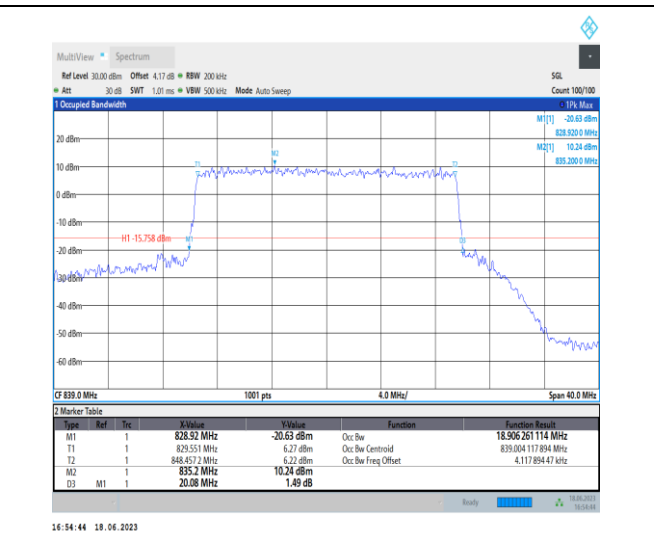 MultiView Spectrum
Ref Level 30.00 dBm Offset 4.17 dB RBW 200 kHz SGL
Att 30 dB SWT 1.01 ms VBW 500 kHz Mode Auto Sweep Count 100/100
1 Occupied Bandwidth 1Pk Max
M1[1] -20.63 dBm
828.920 0 MHz
M2[1] 10.24 dBm
835.200 0 MHz
20 dBm
M2
T1 T2
10 dBm
0 dBm
-10 dBm
H1 -15.758 dBm M1 D3
-20 dBm
-30 dBm
-40 dBm
-50 dBm
-60 dBm
CF 839.0 MHz 1001 pts 4.0 MHz/ Span 40.0 MHz
2 Marker Table
Type Ref Trc X-Value Y-Value Function Function Result
M1 1 828.92 MHz -20.63 dBm Occ Bw 18.906 261 114 MHz
T1 1 829.551 MHz 6.27 dBm Occ Bw Centroid 839.004 117 894 MHz
T2 1 848.457 2 MHz 6.22 dBm Occ Bw Freq Offset 4.117 894 47 kHz
M2 1 835.2 MHz 10.24 dBm
D3 M1 1 20.08 MHz 1.49 dB
Ready 18.06.2023
16:54:44
16:54:44 18.06.2023